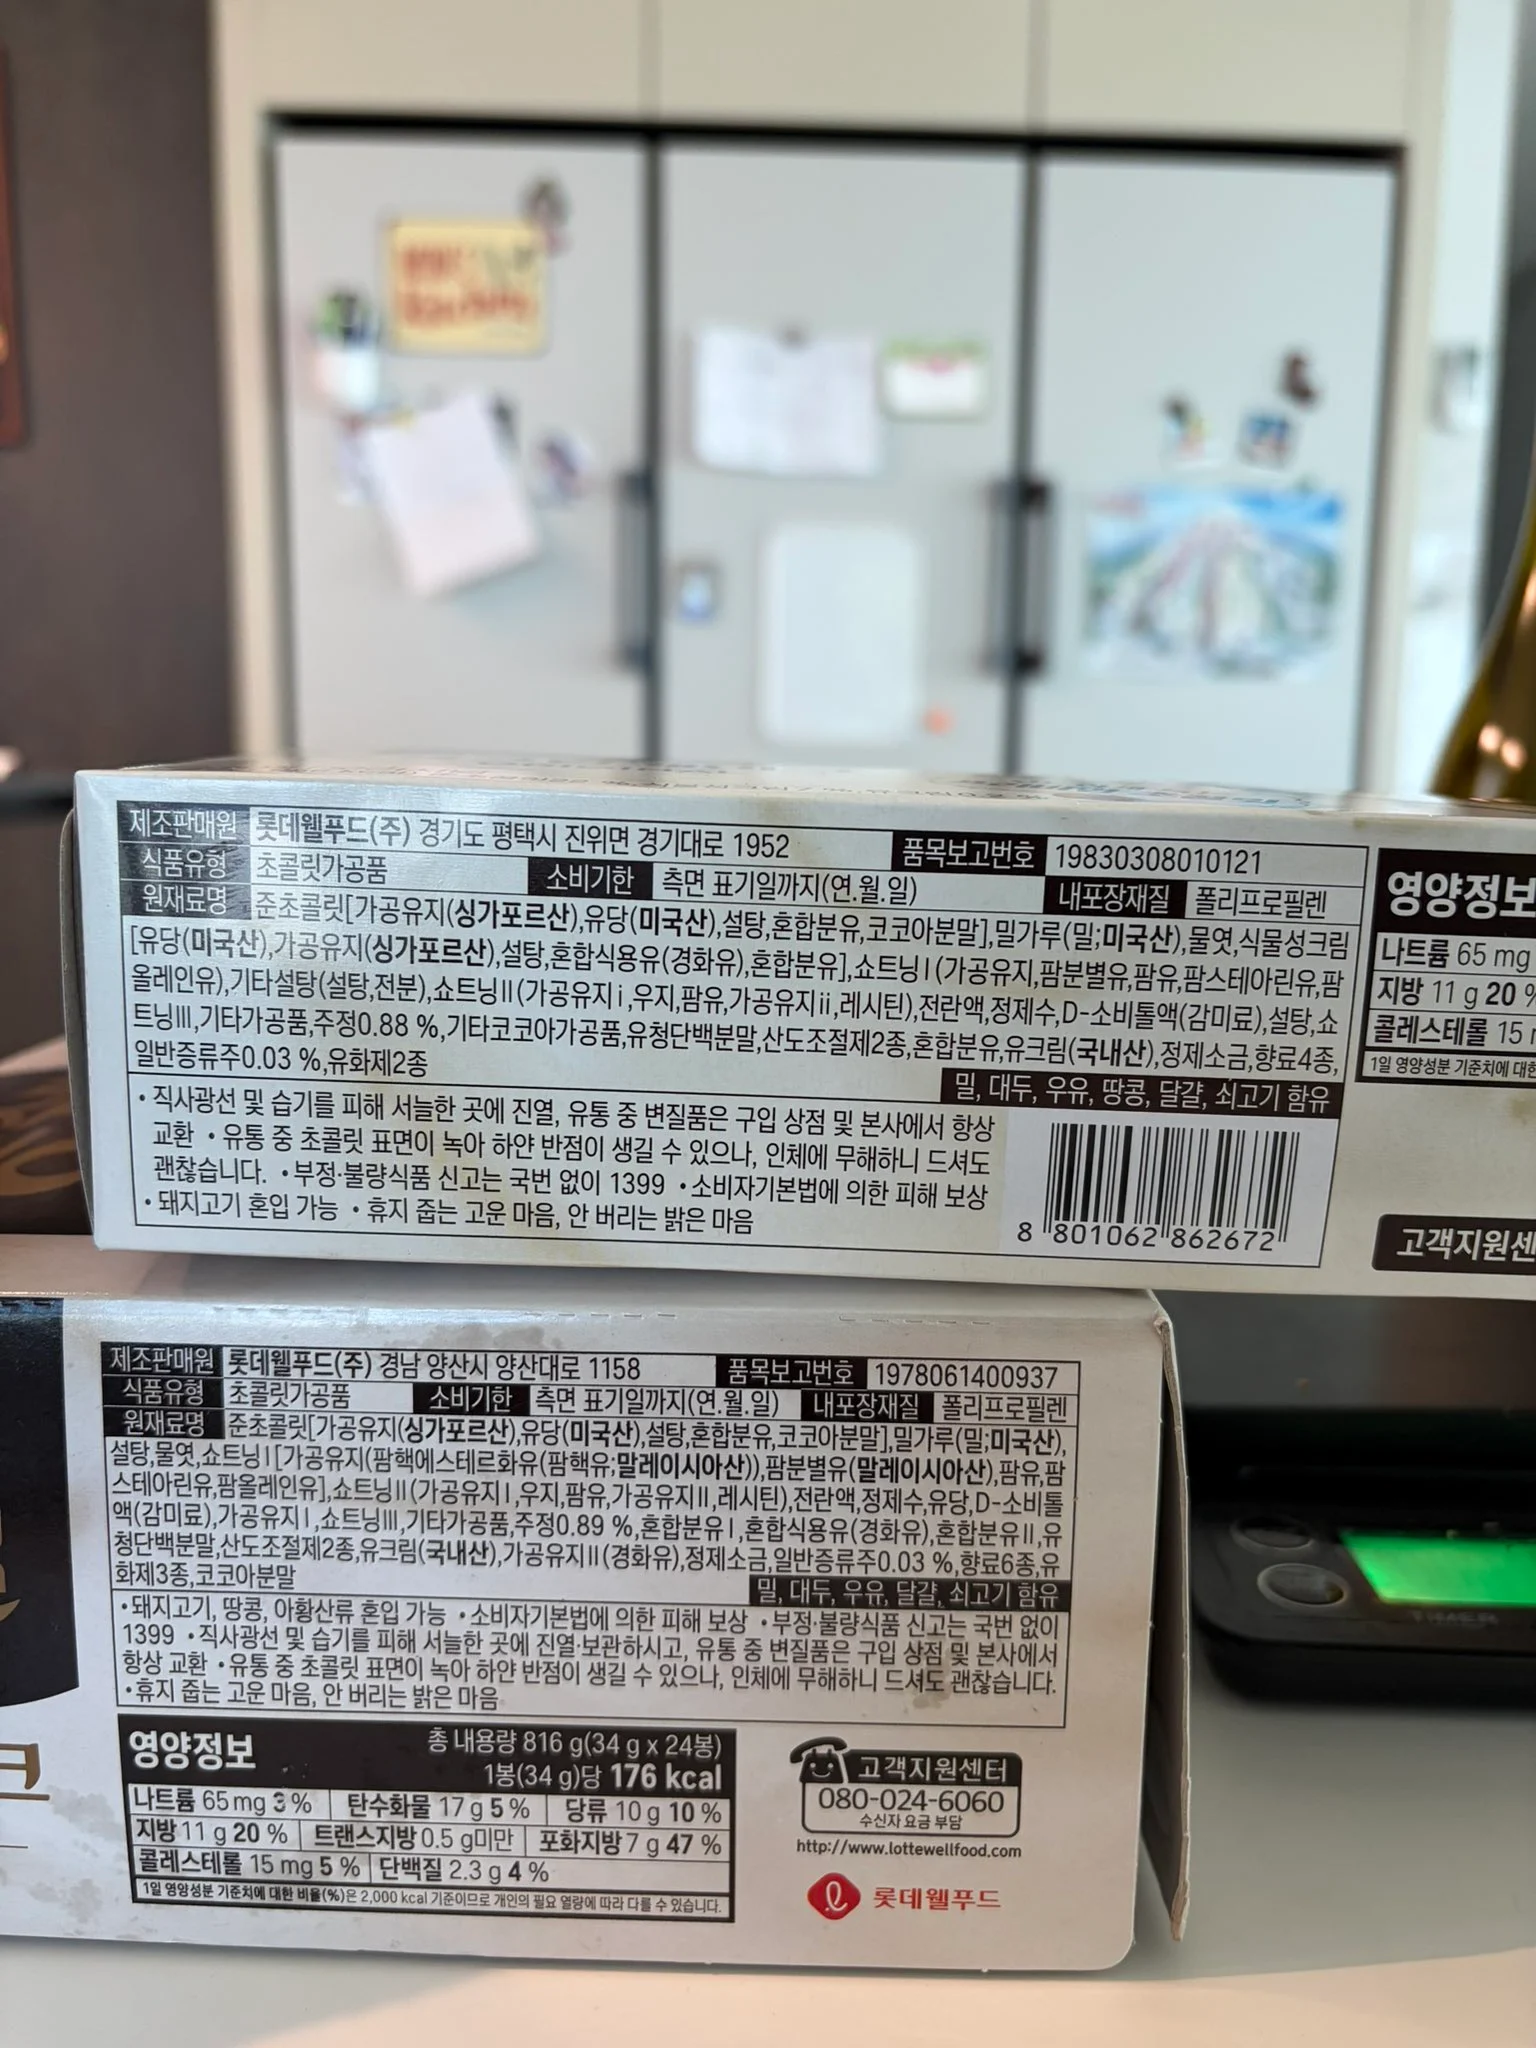 제조판매원 롯데웰푸드(주) 경기도 평택시 진위면 경기대로 1952 품목보고번호 19830308010121
식품유형 초콜릿가공품 소비기한 측면 표기일까지(연.월.일) 내포장재질 폴리프로필렌
원재료명 준초콜릿[가공유지(싱가포르산),유당(미국산),설탕,혼합분유,코코아분말],밀가루(밀;미국산),물엿,식물성크림
[유당(미국산),가공유지(싱가포르산),설탕,혼합식용유(경화유),혼합분유],쇼트닝I(가공유지,팜분별유,팜유,팜스테아린유,팜
올레인유),기타설탕(설탕,전분),쇼트닝II(가공유지i,우지,팜유,가공유지ii,레시틴),전란액,정제수,D-소비톨액(감미료),설탕,쇼
트닝III,기타가공품,주정0.88 %,기타코코아가공품,유청단백분말,산도조절제2종,혼합분유,유크림(국내산),정제소금,향료4종,
일반증류주0.03 %,유화제2종
밀, 대두, 우유, 땅콩, 달걀, 쇠고기 함유
• 직사광선 및 습기를 피해 서늘한 곳에 진열, 유통 중 변질품은 구입 상점 및 본사에서 항상
교환 • 유통 중 초콜릿 표면이 녹아 하얀 반점이 생길 수 있으나, 인체에 무해하니 드셔도
괜찮습니다. • 부정·불량식품 신고는 국번 없이 1399 • 소비자기본법에 의한 피해 보상
• 돼지고기 혼입 가능 • 휴지 줍는 고운 마음, 안 버리는 밝은 마음
8 801062 862672
영양정보
나트륨 65 mg
지방 11 g 20 %
콜레스테롤 15
1일 영양성분 기준치에 대한
고객지원센
제조판매원 롯데웰푸드(주) 경남 양산시 양산대로 1158 품목보고번호 1978061400937
식품유형 초콜릿가공품 소비기한 측면 표기일까지(연.월.일) 내포장재질 폴리프로필렌
원재료명 준초콜릿[가공유지(싱가포르산),유당(미국산),설탕,혼합분유,코코아분말],밀가루(밀;미국산),
설탕,물엿,쇼트닝I[가공유지(팜핵에스테르화유(팜핵유;말레이시아산)),팜분별유(말레이시아산),팜유,팜
스테아린유,팜올레인유],쇼트닝II(가공유지I,우지,팜유,가공유지II,레시틴),전란액,정제수,유당,D-소비톨
액(감미료),가공유지I,쇼트닝III,기타가공품,주정0.89 %,혼합분유I,혼합식용유(경화유),혼합분유II,유
청단백분말,산도조절제2종,유크림(국내산),가공유지II(경화유),정제소금,일반증류주0.03 %,향료6종,유
화제3종,코코아분말
밀, 대두, 우유, 달걀, 쇠고기 함유
• 돼지고기, 땅콩, 아황산류 혼입 가능 • 소비자기본법에 의한 피해 보상 • 부정·불량식품 신고는 국번 없이
1399 • 직사광선 및 습기를 피해 서늘한 곳에 진열·보관하시고, 유통 중 변질품은 구입 상점 및 본사에서
항상 교환 • 유통 중 초콜릿 표면이 녹아 하얀 반점이 생길 수 있으나, 인체에 무해하니 드셔도 괜찮습니다.
• 휴지 줍는 고운 마음, 안 버리는 밝은 마음
영양정보 총 내용량 816 g(34 g x 24봉)
1봉(34 g)당 176 kcal
나트륨 65 mg 3 % 탄수화물 17 g 5 % 당류 10 g 10 %
지방 11 g 20 % 트랜스지방 0.5 g미만 포화지방 7 g 47 %
콜레스테롤 15 mg 5 % 단백질 2.3 g 4 %
1일 영양성분 기준치에 대한 비율(%)은 2,000 kcal 기준이므로 개인의 필요 열량에 따라 다를 수 있습니다.
고객지원센터
080-024-6060
수신자 요금 부담
http://www.lottewellfood.com
롯데웰푸드
TIMER